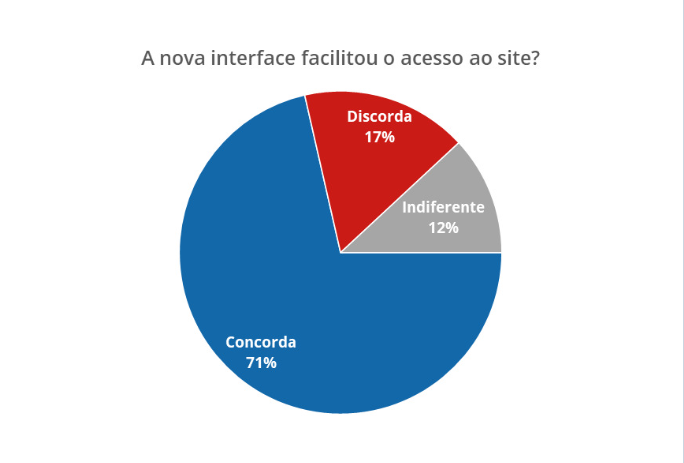 A nova interface facilitou o acesso ao site?
Discorda
17%
Indiferente
12%
Concorda
71%